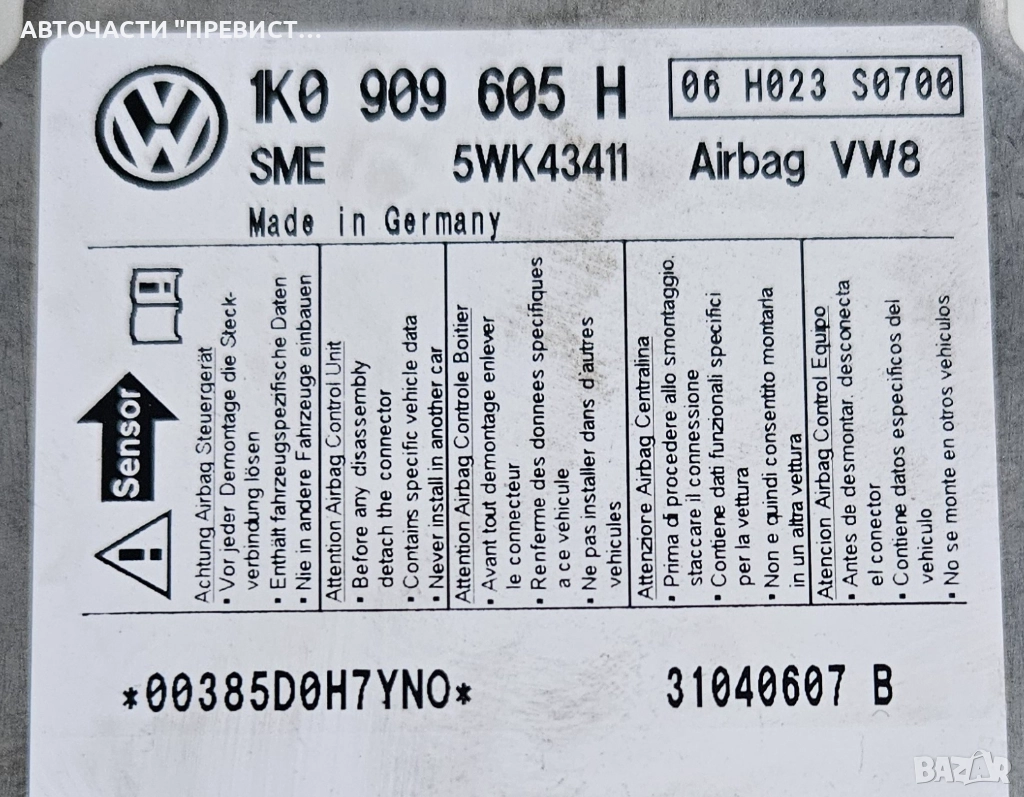 АВТОЧАСТИ "ПРЕВИСТ...
1K0 909 605 H
06 H023 S0700
SME 5WK43411 Airbag VW8
Made in Germany
Sensor
Achtung Airbag Steuergerät
• Vor jeder Demontage die Steck-
verbindung lösen
• Enthält fahrzeugspezifische Daten
• Nie in andere Fahrzeuge einbauen
Attention Airbag Control Unit
• Before any disassembly
detach the connector
• Contains specific vehicle data
• Never install in another car
Attention Airbag Controle Boitier
• Avant tout demontage enlever
le connecteur
• Renferme des donnees specifiques
a ce vehicule
• Ne pas installer dans d'autres
vehicules
Attenzione Airbag Centralina
• Prima di procedere allo smontaggio.
staccare il connessione
• Contiene dati funzionali specifici
per la vettura
• Non e quindi consentito montarla
in un altra vettura
Atencion Airbag Control Equipo
• Antes de desmontar, desconecta
el conector
• Contiene datos especificos del
vehiculo
• No se monte en otros vehiculos
*00385D0H7YNO*
31040607 B
BAZAR